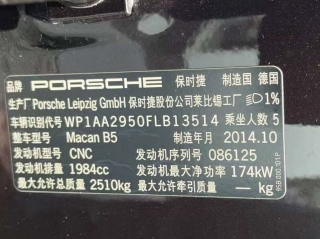 品牌 PORSCHE 保时捷 制造国 德国
生产厂 Porsche Leipzig GmbH 保时捷股份公司莱比锡工厂 1%
车辆识别代号 WP1AA2950FLB13514 乘坐人数 5
整车型号 Macan B5 制造年月 2014.10
发动机型号 CNC 发动机序列号 086125
发动机排量 1984cc 发动机最大净功率 174kW
最大允许总质量 2510kg 最大允许牵引质量 — kg